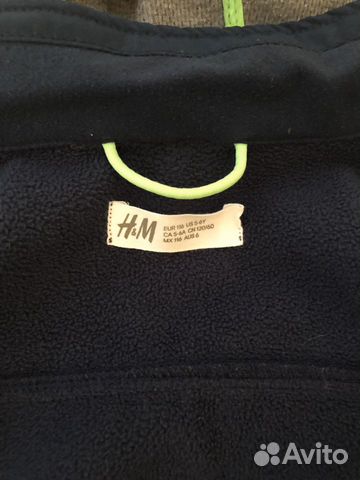 H&M
EUR 116 US 5-6Y
CA 5-6A CN 120/60
MX 116 AUS 6
Avito